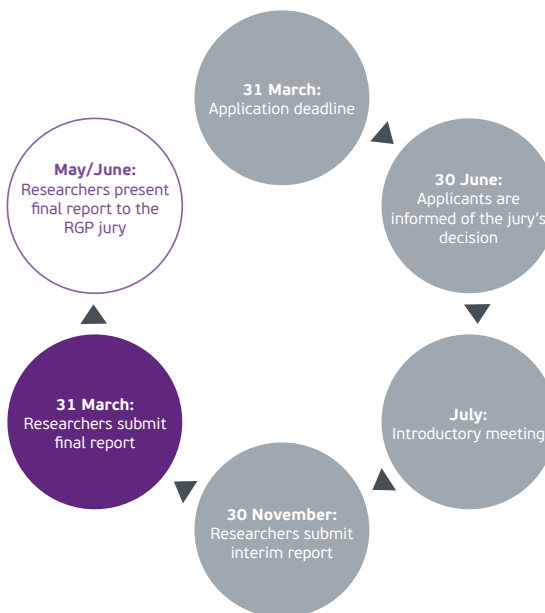 31 March:
Application deadline
30 June:
Applicants are
informed of the jury's
decision
July:
Introductory meeting
30 November:
Researchers submit
interim report
31 March:
Researchers submit
final report
May/June:
Researchers present
final report to the
RGP jury